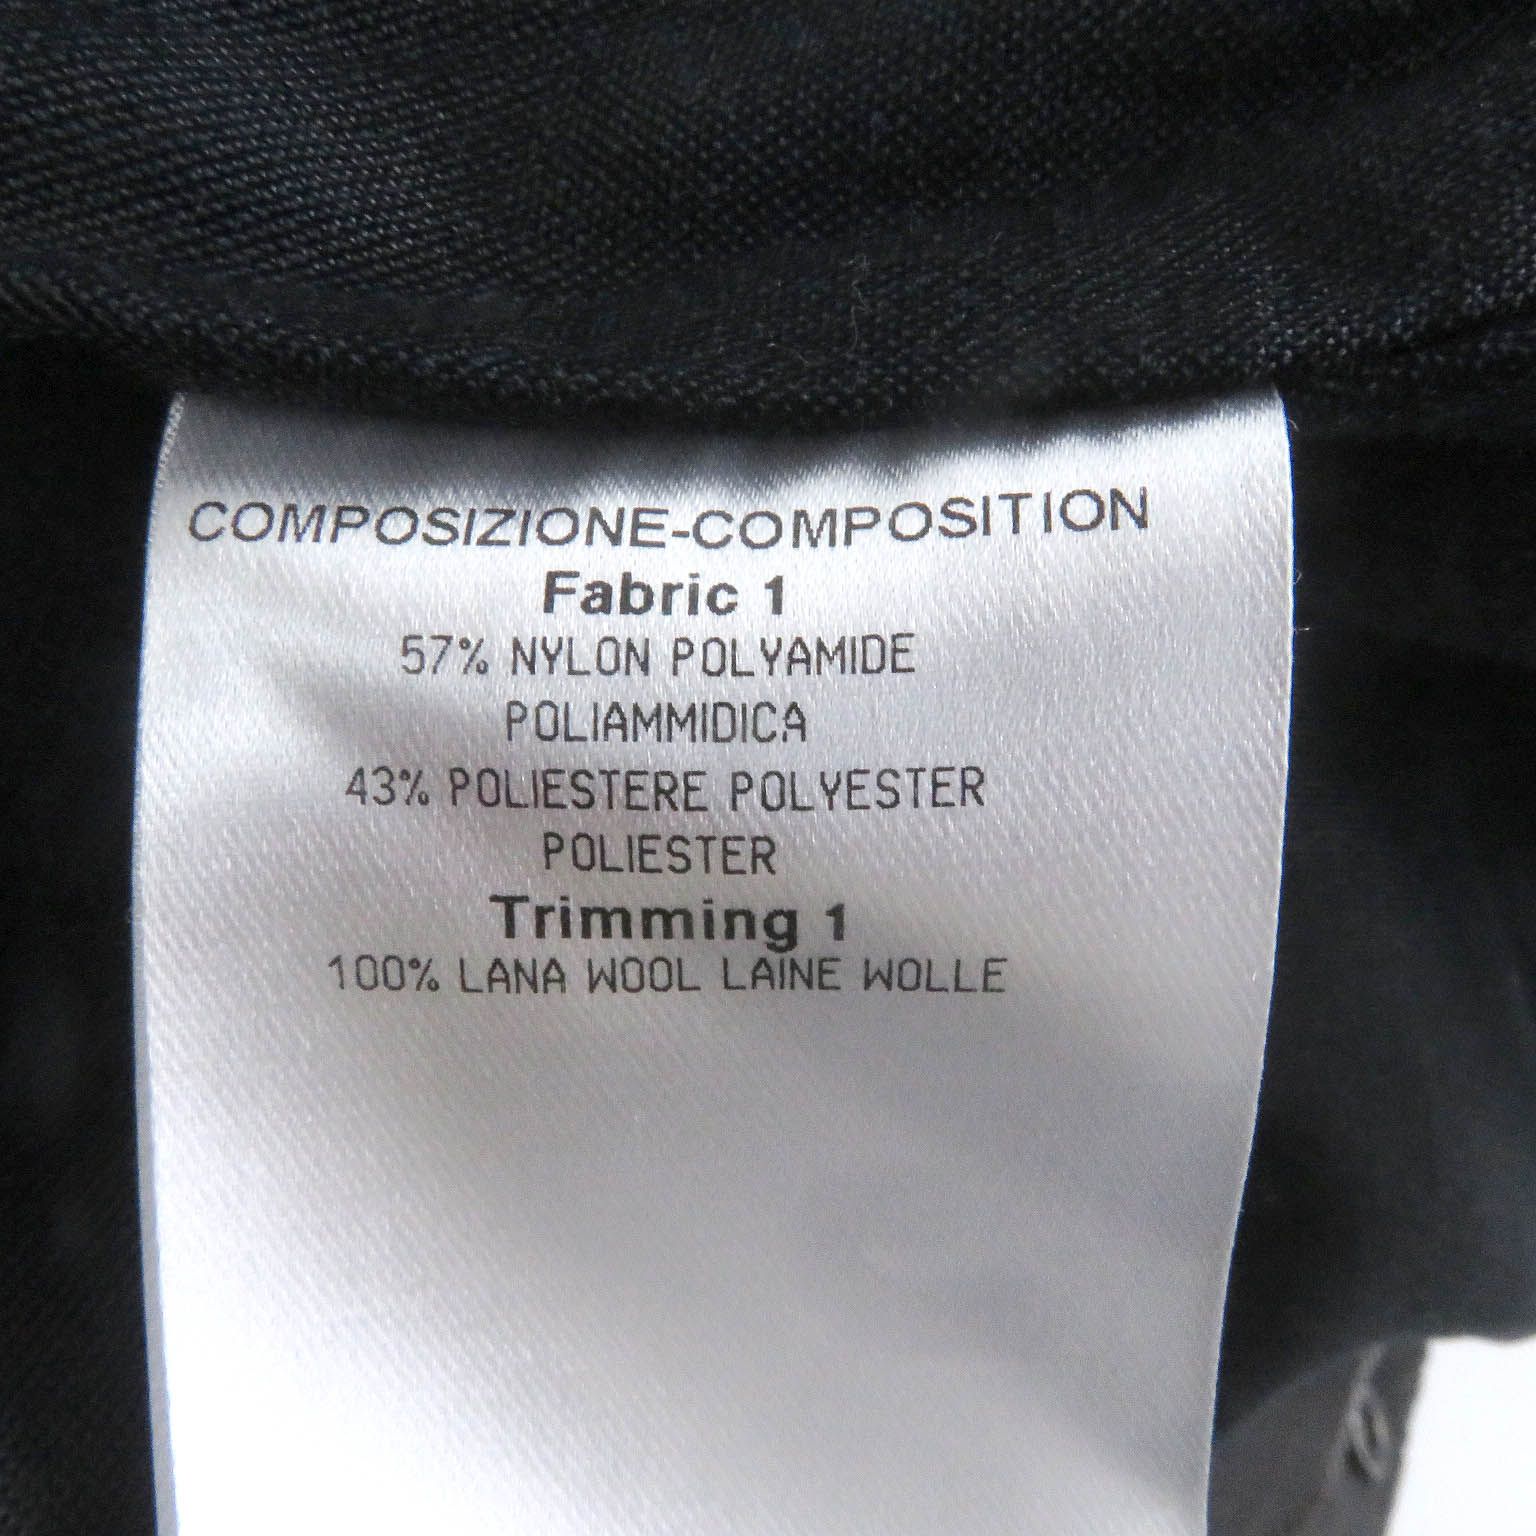 COMPOSIZIONE-COMPOSITION
Fabric 1
57% NYLON POLYAMIDE
POLIAMMIDICA
43% POLIESTERE POLYESTER
POLIESTER
Trimming 1
100% LANA WOOL LAINE WOLLE